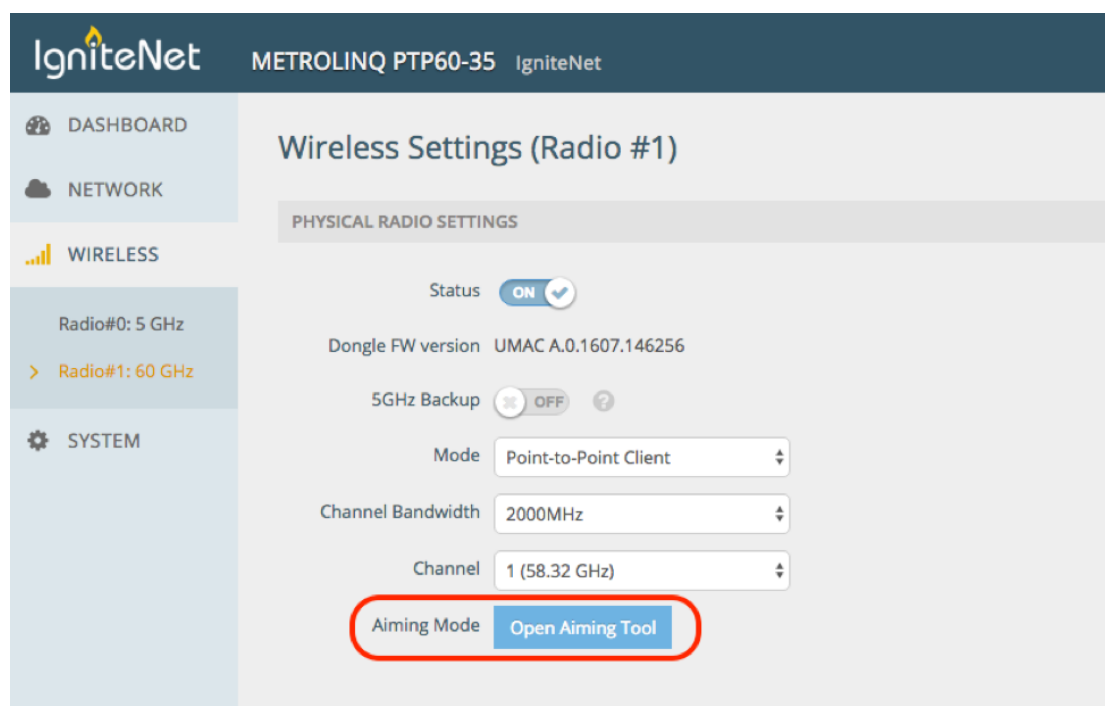 IgniteNet
METROLINQ PTP60-35 IgniteNet
DASHBOARD
NETWORK
WIRELESS
Radio#0: 5 GHz
Radio#1: 60 GHz
SYSTEM
Wireless Settings (Radio #1)
PHYSICAL RADIO SETTINGS
Status ON
Dongle FW version UMAC A.0.1607.146256
5GHz Backup OFF ?
Mode Point-to-Point Client
Channel Bandwidth 2000MHz
Channel 1 (58.32 GHz)
Aiming Mode Open Aiming Tool